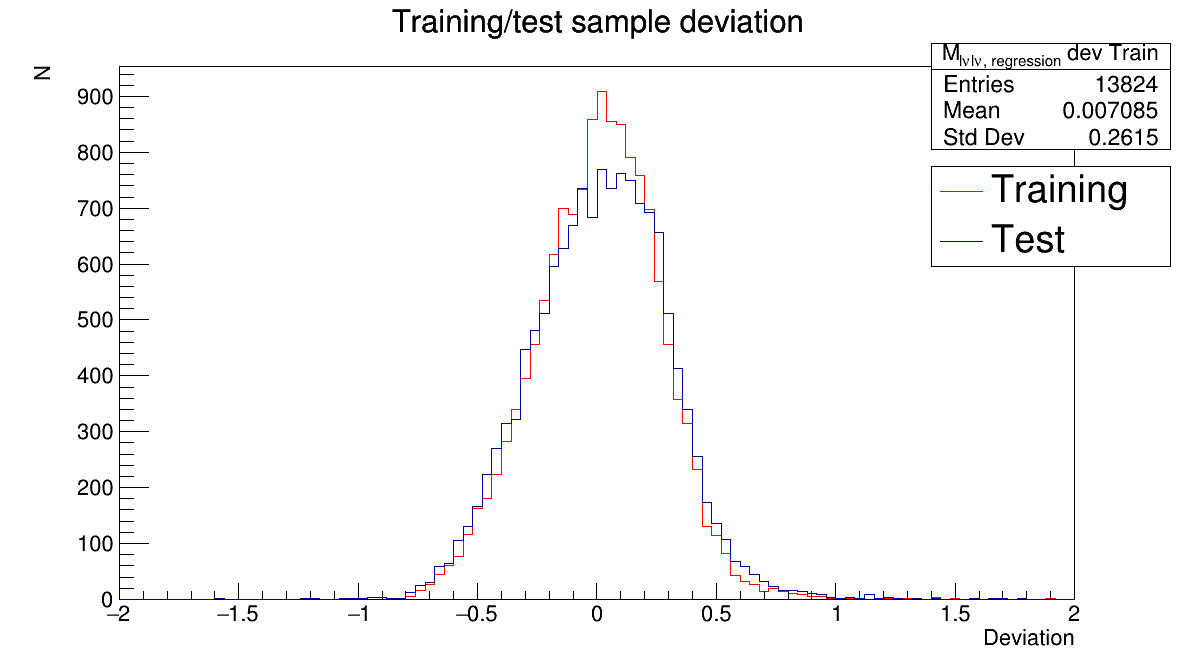 Training/test sample deviation
N
M_lνlν, regression dev Train
Entries 13824
Mean 0.007085
Std Dev 0.2615
Training
Test
900
800
700
600
500
400
300
200
100
0
−2 −1.5 −1 −0.5 0 0.5 1 1.5 2
Deviation